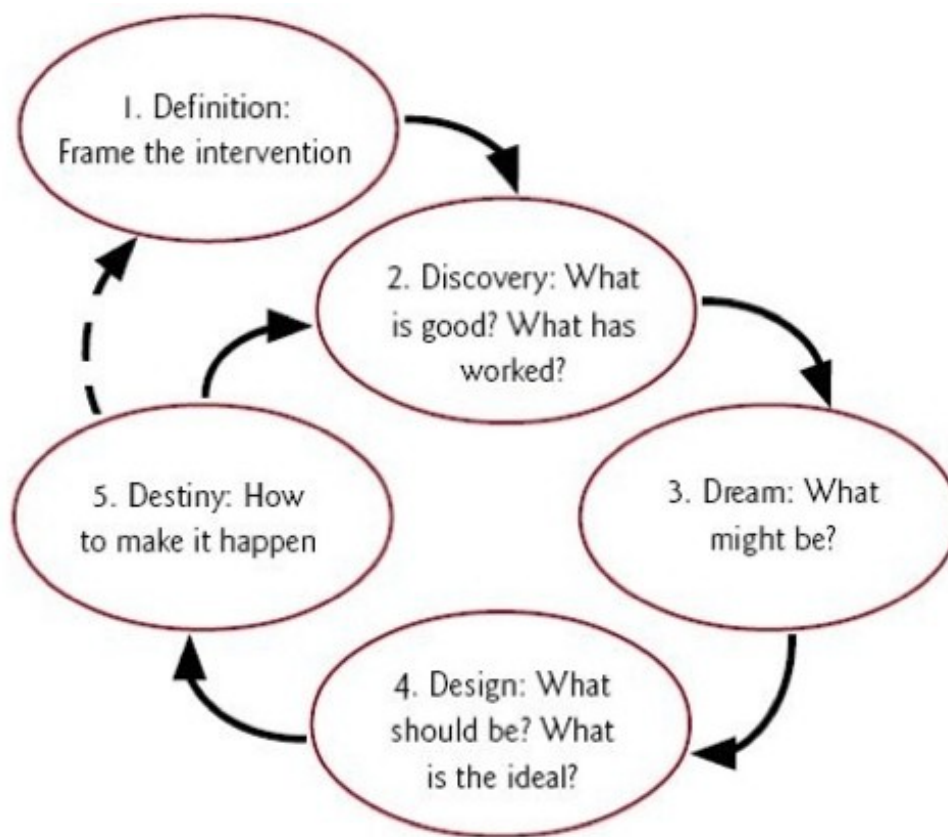 1. Definition:
Frame the intervention
2. Discovery: What
is good? What has
worked?
3. Dream: What
might be?
4. Design: What
should be? What
is the ideal?
5. Destiny: How
to make it happen